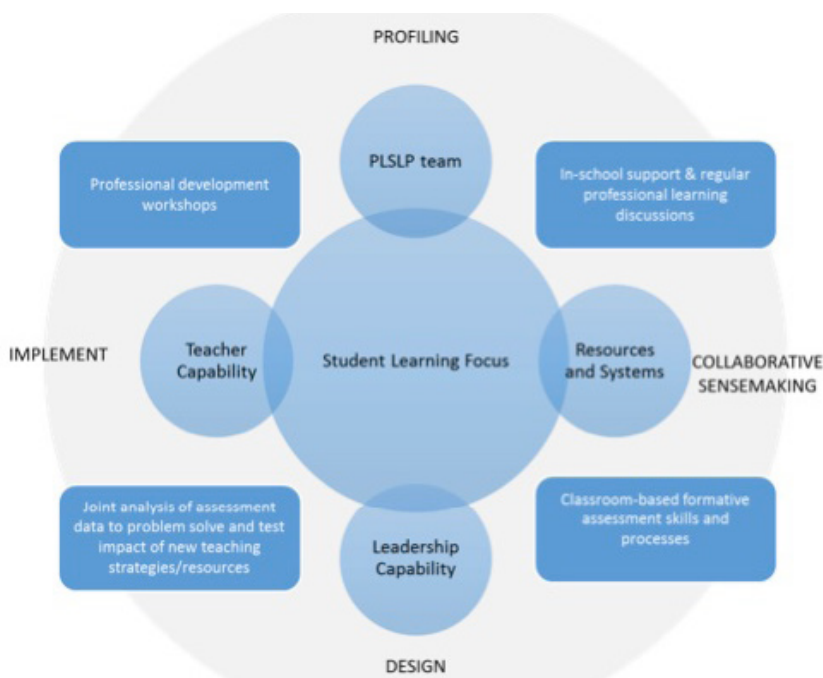 PROFILING
PLSLP team
Professional development
workshops
In-school support & regular
professional learning
discussions
IMPLEMENT
Teacher
Capability
Student Learning Focus
Resources
and Systems
COLLABORATIVE
SENSEMAKING
Joint analysis of assessment
data to problem solve and test
impact of new teaching
strategies/resources
Leadership
Capability
Classroom-based formative
assessment skills and
processes
DESIGN